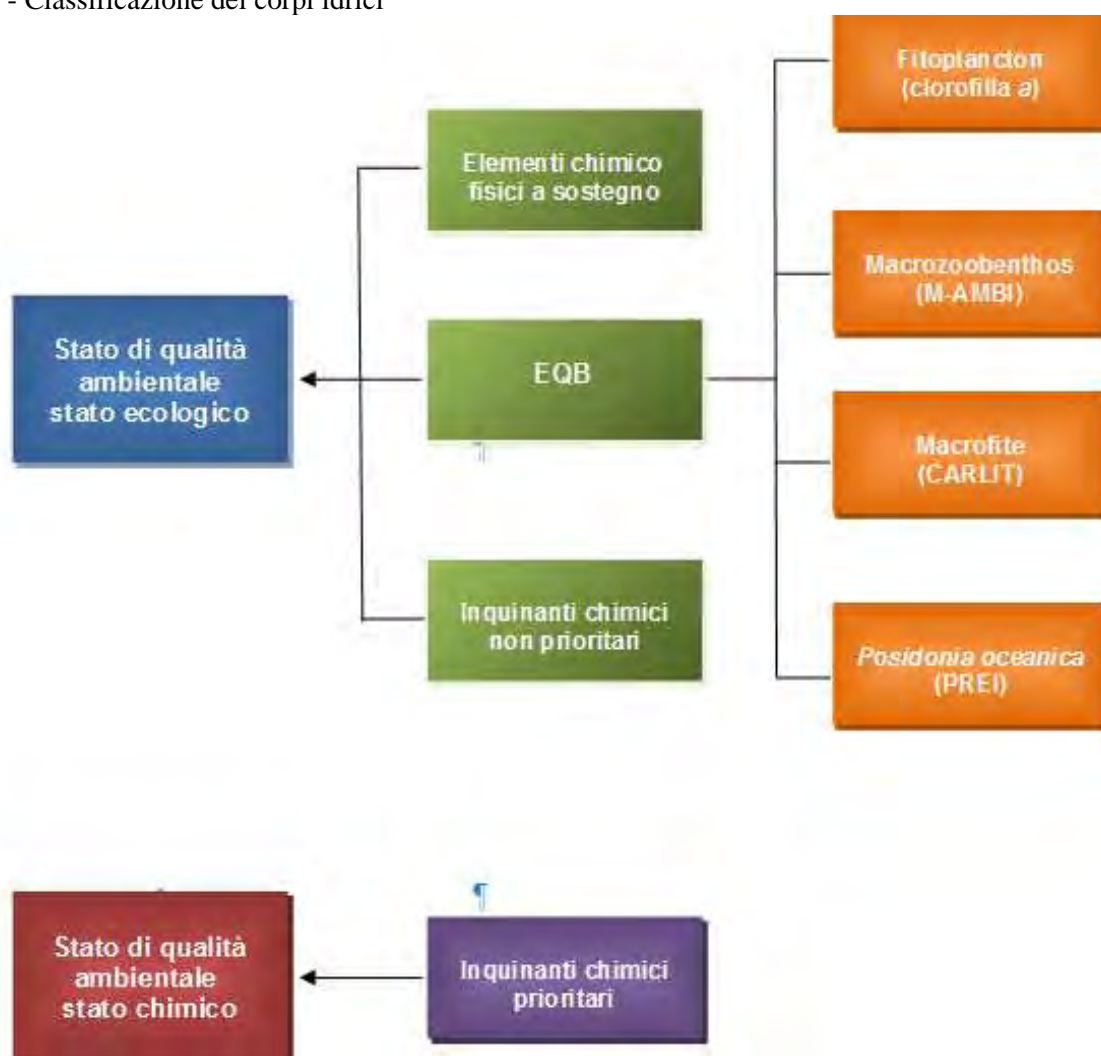 - Classificazione dei corpi idrici
Fitoplancton
(clorofilla a)
Elementi chimico
fisici a sostegno
Macrozoobenthos
(M-AMBI)
Stato di qualità
ambientale
stato ecologico
EQB
¶
Macrofite
(CARLIT)
Inquinanti chimici
non prioritari
Posidonia oceanica
(PREI)
¶
Stato di qualità
ambientale
stato chimico
Inquinanti chimici
prioritari